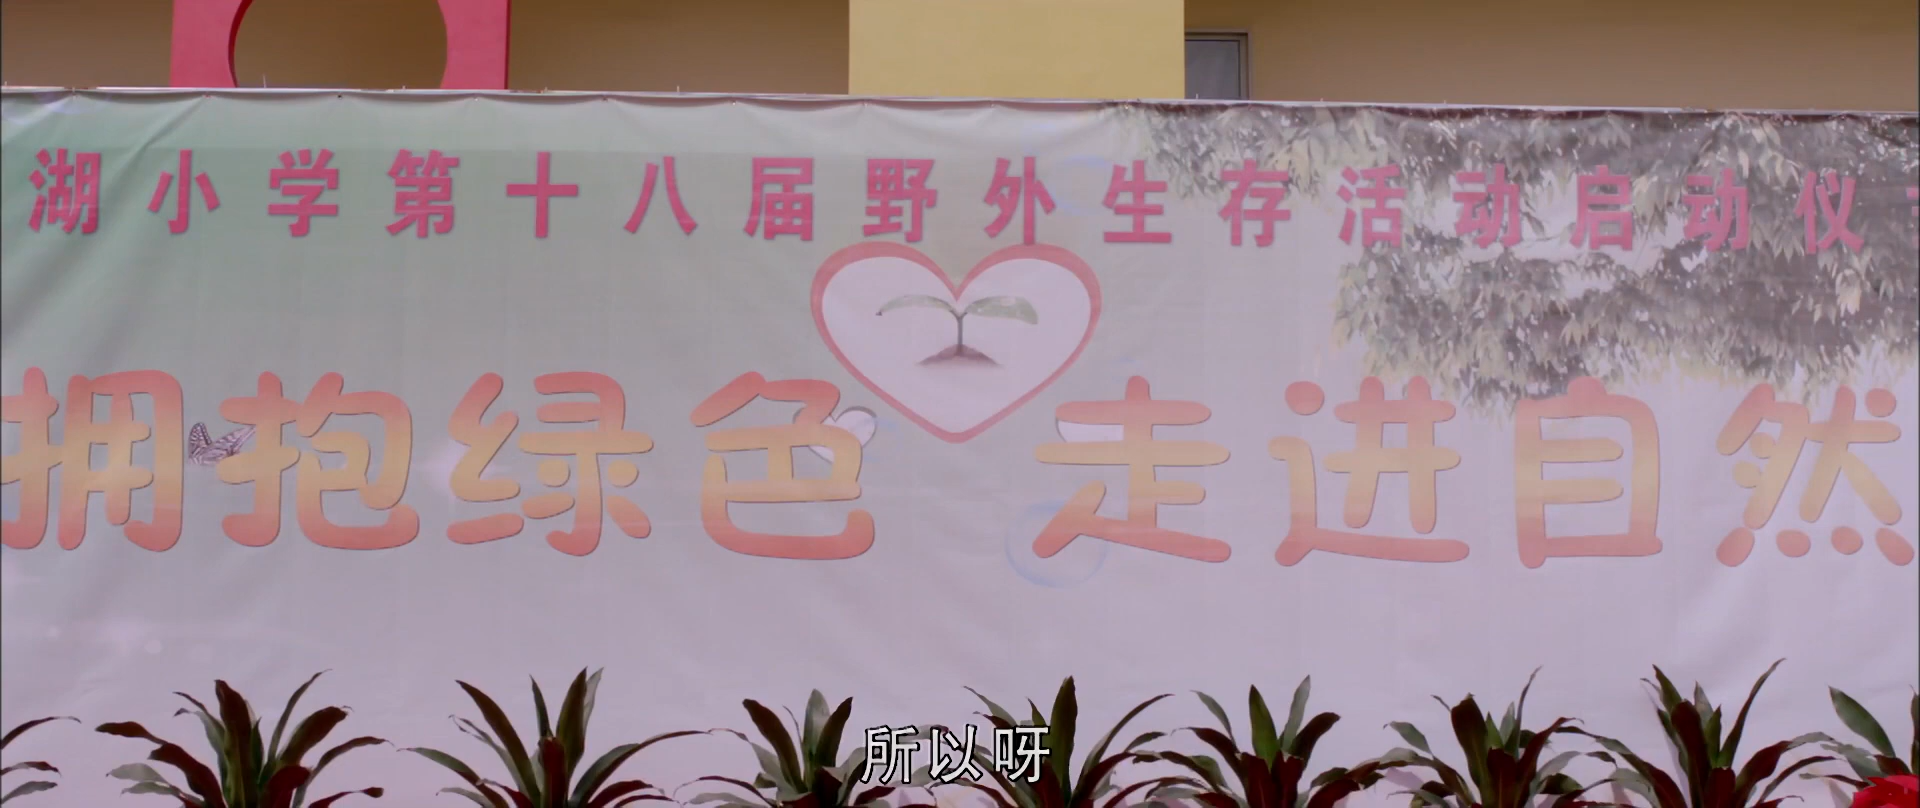 湖小学第十八届野外生存活动启动仪
拥抱绿色 走进自然
所以呀